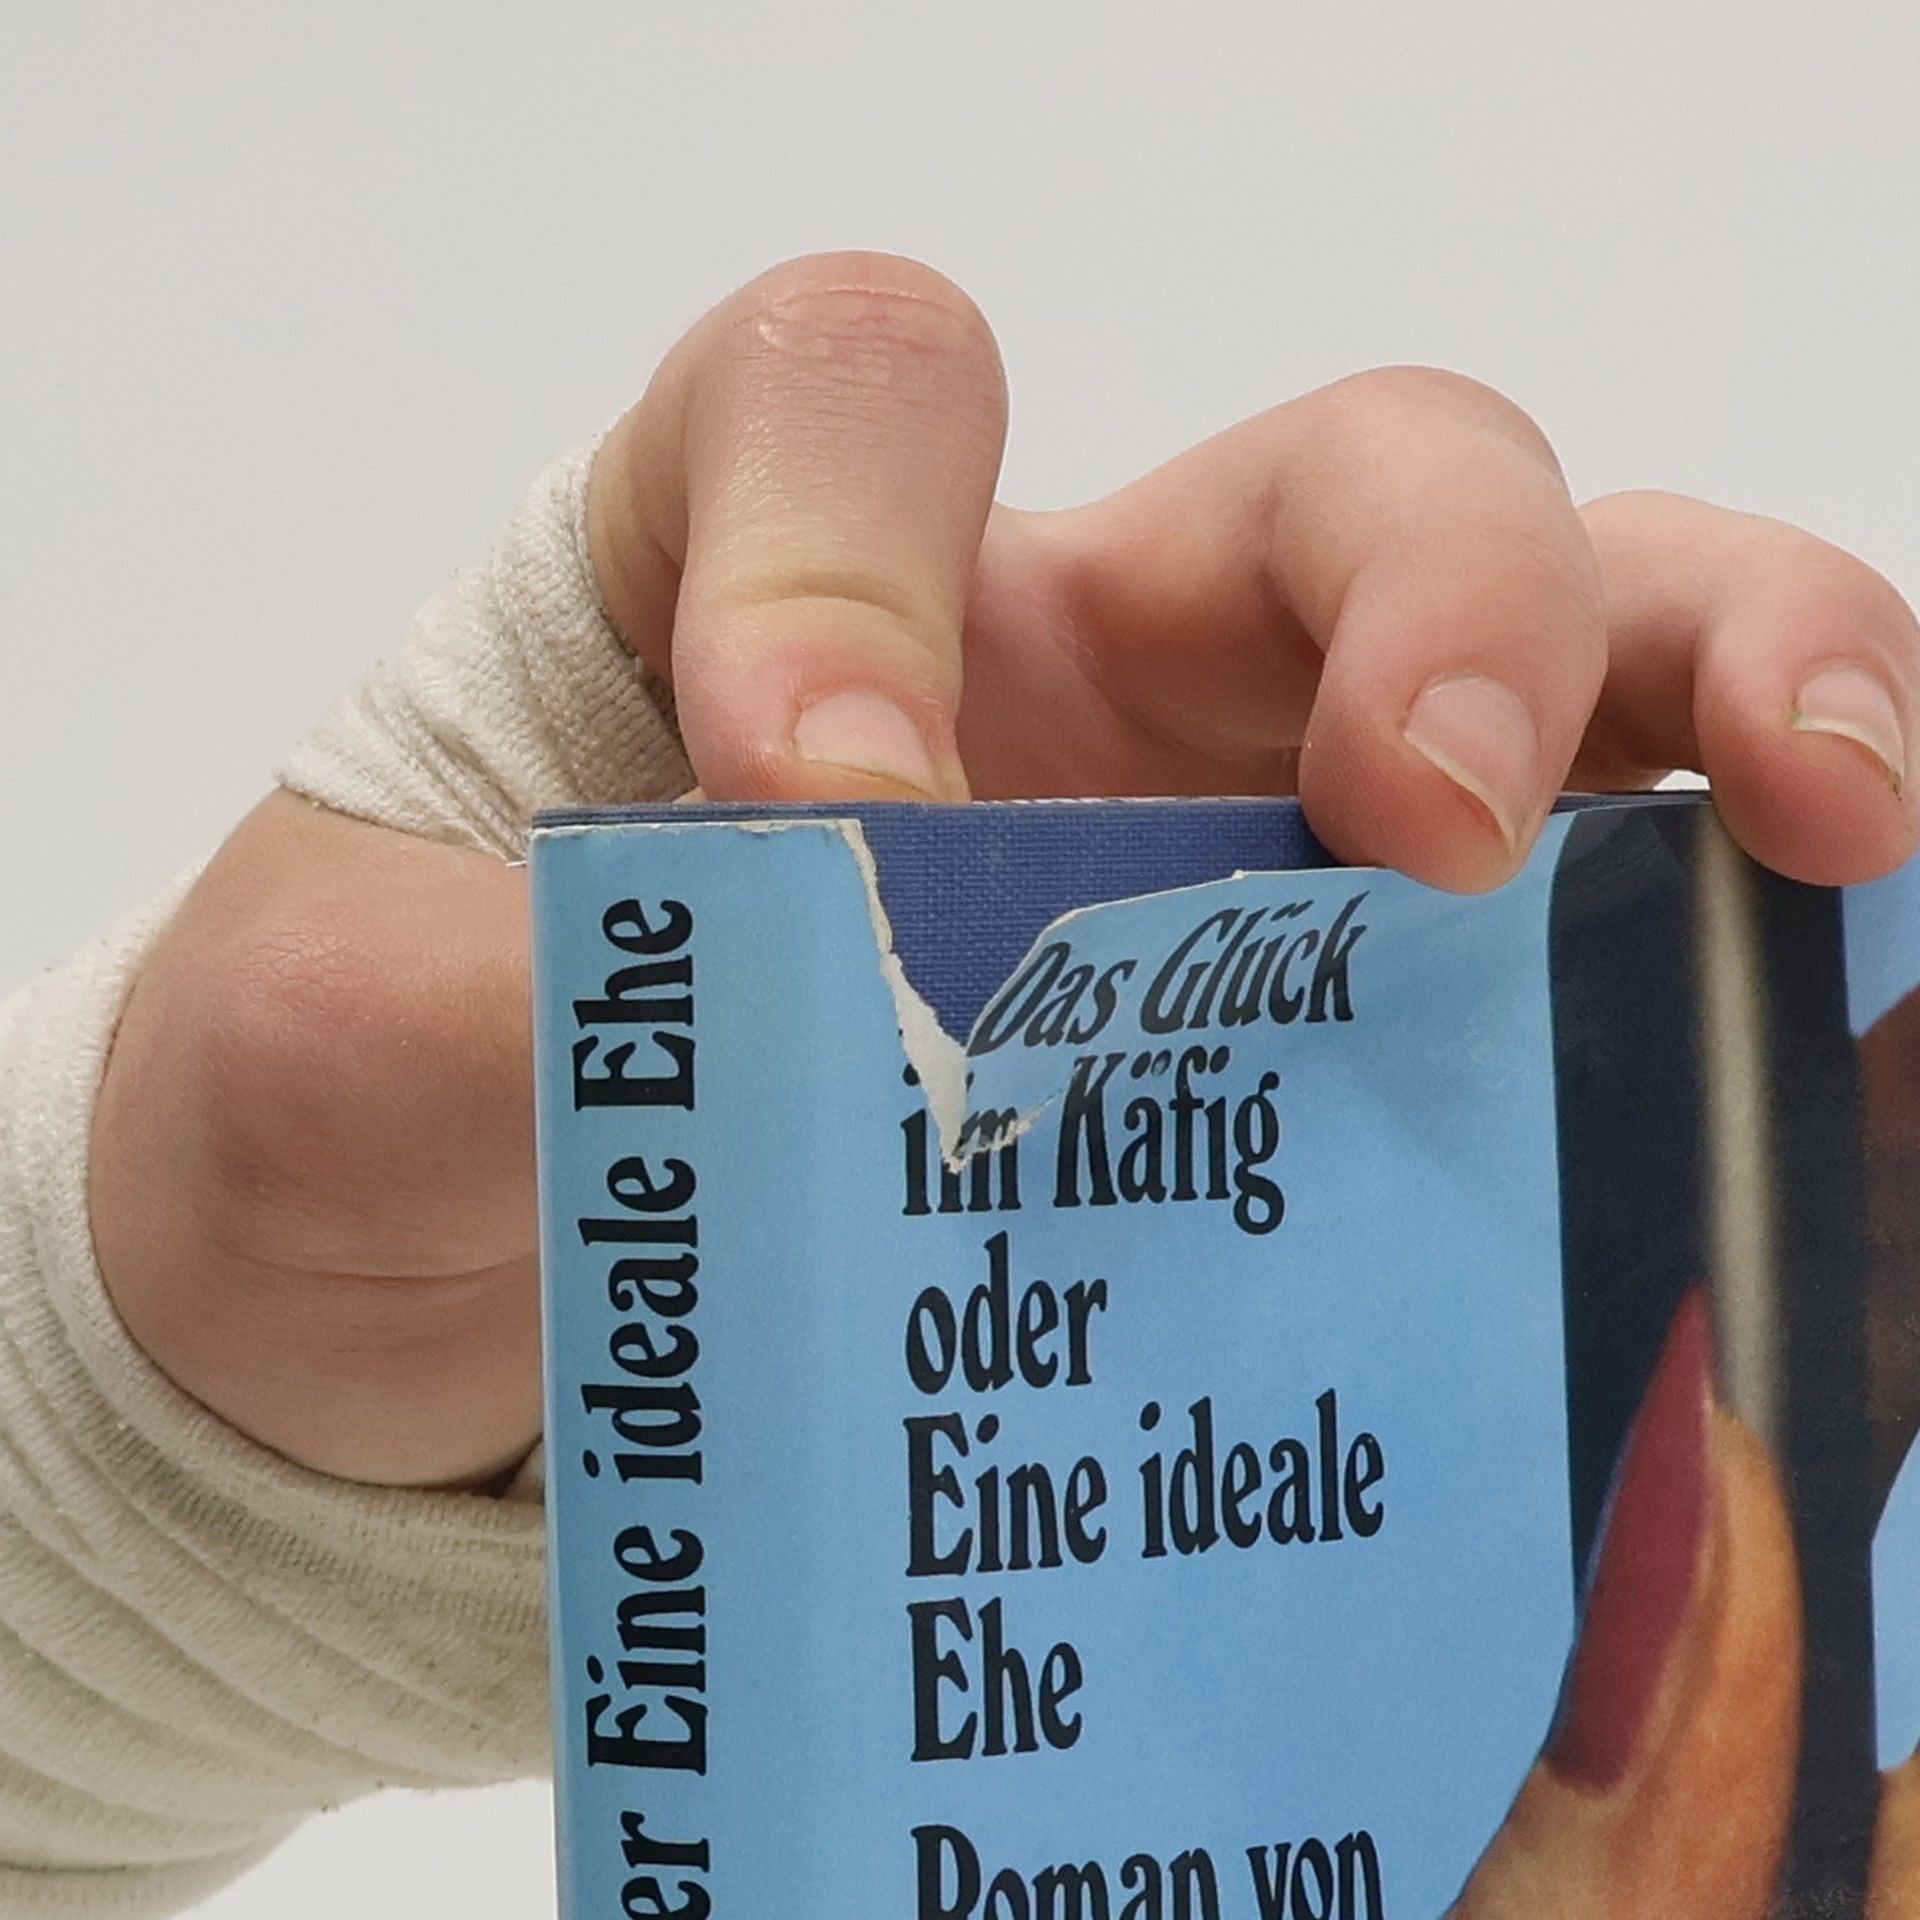 er Eine ideale Ehe
Das Glück
im Käfig
oder
Eine ideale
Ehe
Roman von